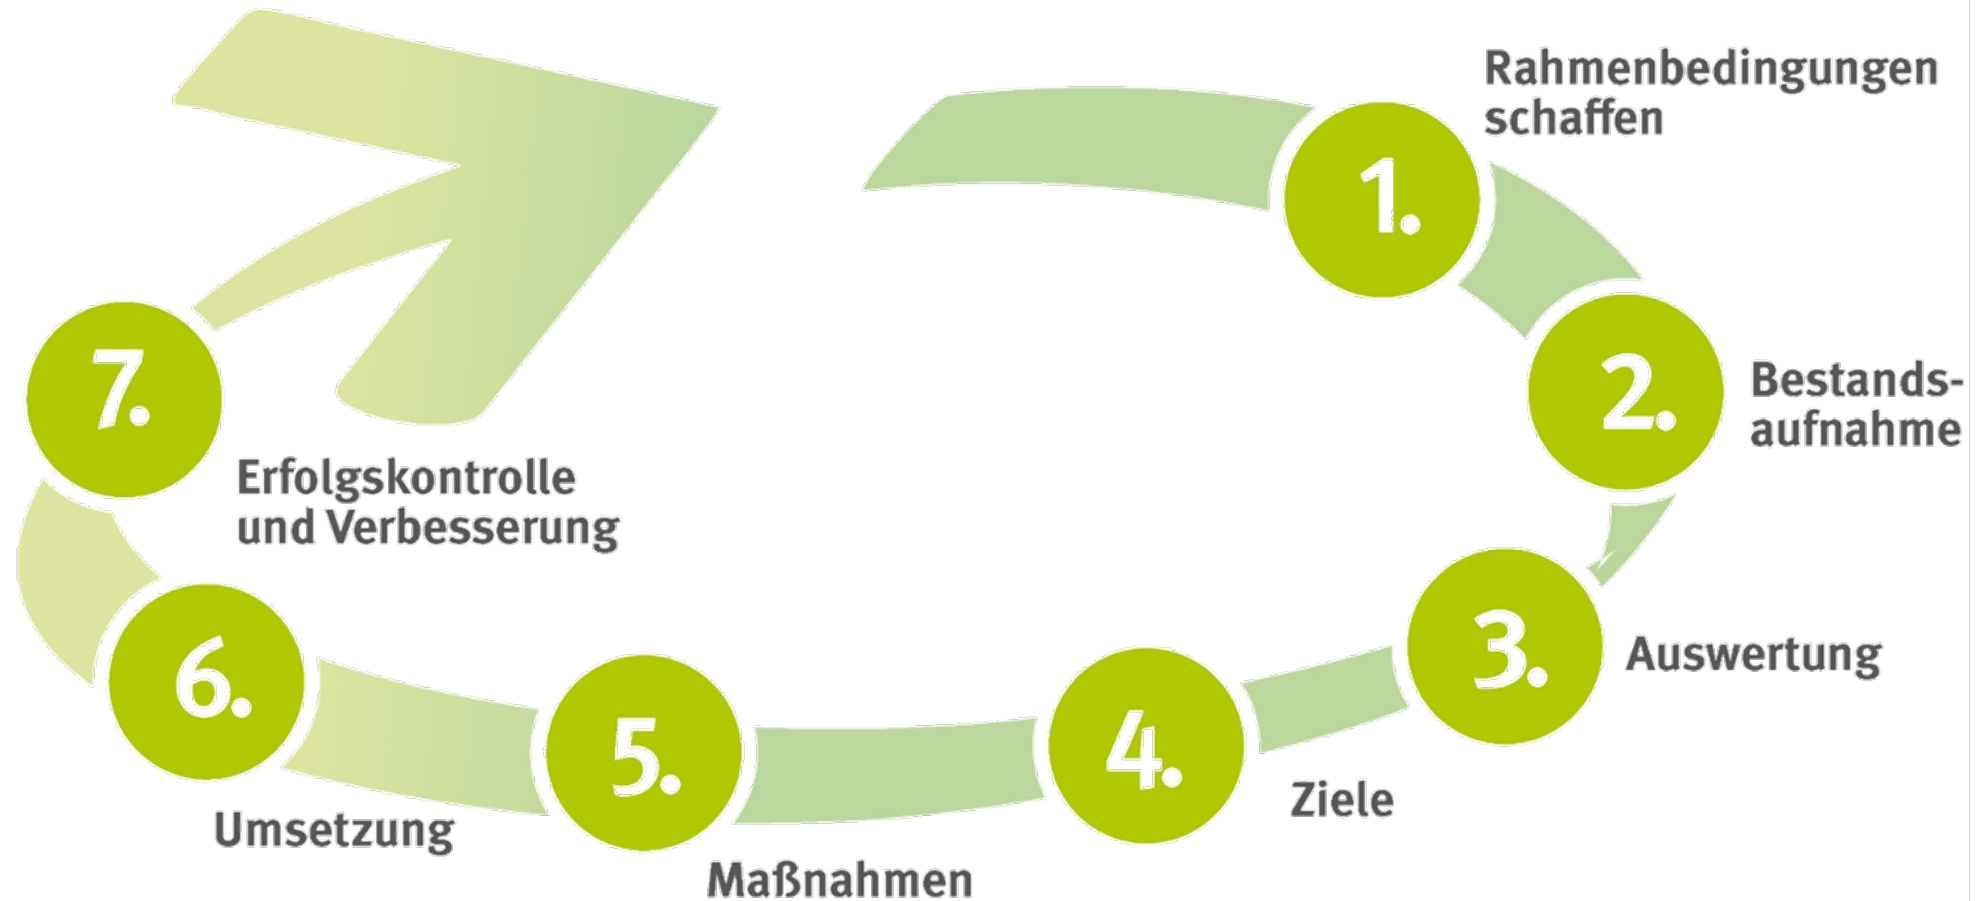 1.
Rahmenbedingungen
schaffen
2.
Bestands-
aufnahme
3.
Auswertung
4.
Ziele
5.
Maßnahmen
6.
Umsetzung
7.
Erfolgskontrolle
und Verbesserung